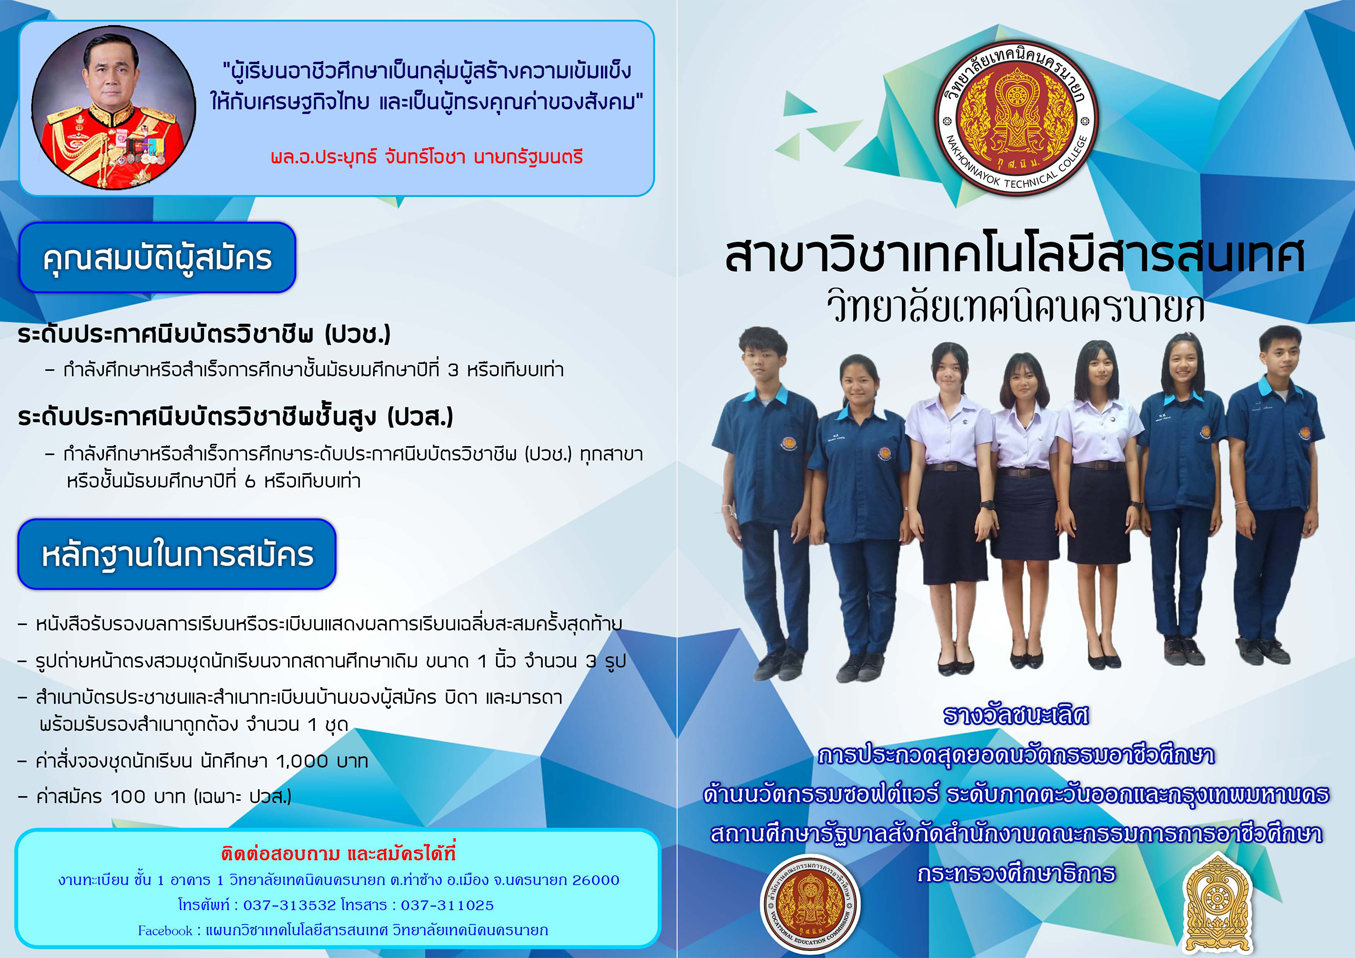 "ผู้เรียนอาชีวศึกษาเป็นกลุ่มผู้สร้างความเข้มแข็ง
ให้กับเศรษฐกิจไทย และเป็นผู้ทรงคุณค่าของสังคม"
พล.อ.ประยุทธ์ จันทร์โอชา นายกรัฐมนตรี
คุณสมบัติผู้สมัคร
ระดับประกาศนียบัตรวิชาชีพ (ปวช.)
- กำลังศึกษาหรือสำเร็จการศึกษาชั้นมัธยมศึกษาปีที่ 3 หรือเทียบเท่า
ระดับประกาศนียบัตรวิชาชีพชั้นสูง (ปวส.)
- กำลังศึกษาหรือสำเร็จการศึกษาระดับประกาศนียบัตรวิชาชีพ (ปวช.) ทุกสาขา
หรือชั้นมัธยมศึกษาปีที่ 6 หรือเทียบเท่า
หลักฐานในการสมัคร
- หนังสือรับรองผลการเรียนหรือระเบียนแสดงผลการเรียนเฉลี่ยสะสมครั้งสุดท้าย
- รูปถ่ายหน้าตรงสวมชุดนักเรียนจากสถานศึกษาเดิม ขนาด 1 นิ้ว จำนวน 3 รูป
- สำเนาบัตรประชาชนและสำเนาทะเบียนบ้านของผู้สมัคร บิดา และมารดา
พร้อมรับรองสำเนาถูกต้อง จำนวน 1 ชุด
- ค่าสั่งจองชุดนักเรียน นักศึกษา 1,000 บาท
- ค่าสมัคร 100 บาท (เฉพาะ ปวส.)
ติดต่อสอบถาม และสมัครได้ที่
งานทะเบียน ชั้น 1 อาคาร 1 วิทยาลัยเทคนิคนครนายก ต.ท่าช้าง อ.เมือง จ.นครนายก 26000
โทรศัพท์ : 037-313532 โทรสาร : 037-311025
Facebook : แผนกวิชาเทคโนโลยีสารสนเทศ วิทยาลัยเทคนิคนครนายก
วิทยาลัยเทคนิคนครนายก
ทุ ส. นิ ม.
NAKHONNAYOK TECHNICAL COLLEGE
สาขาวิชาเทคโนโลยีสารสนเทศ
วิทยาลัยเทคนิคนครนายก
รางวัลชนะเลิศ
การประกวดสุดยอดนวัตกรรมอาชีวศึกษา
ด้านนวัตกรรมซอฟต์แวร์ ระดับภาคตะวันออกและกรุงเทพมหานคร
สถานศึกษารัฐบาลสังกัดสำนักงานคณะกรรมการการอาชีวศึกษา
กระทรวงศึกษาธิการ
สำนักงานคณะกรรมการการอาชีวศึกษา
VOCATIONAL EDUCATION COMMISSION